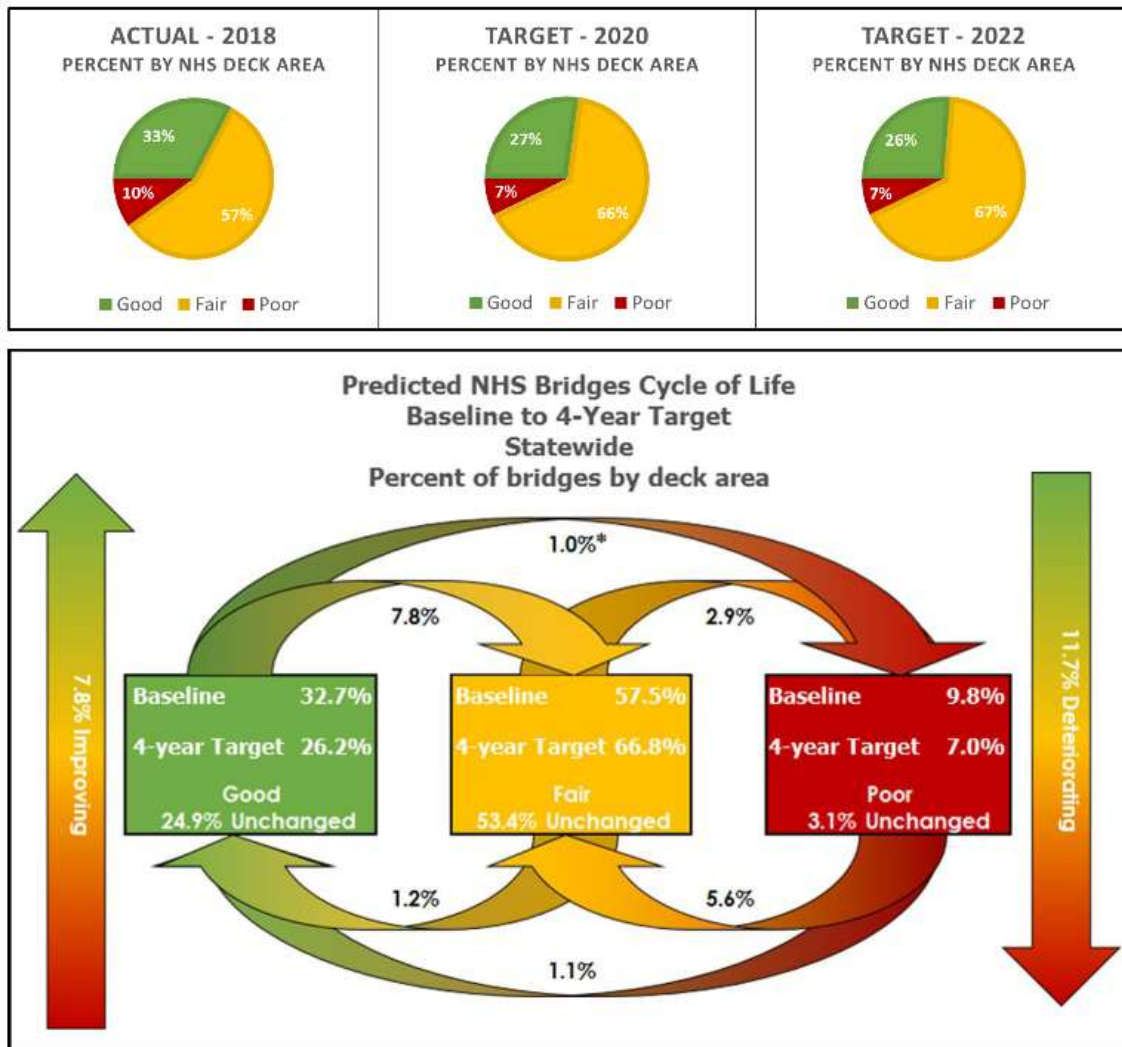 ACTUAL - 2018
PERCENT BY NHS DECK AREA
33%
10%
57%
Good Fair Poor
TARGET - 2020
PERCENT BY NHS DECK AREA
27%
7%
66%
Good Fair Poor
TARGET - 2022
PERCENT BY NHS DECK AREA
26%
7%
67%
Good Fair Poor
Predicted NHS Bridges Cycle of Life
Baseline to 4-Year Target
Statewide
Percent of bridges by deck area
7.8% Improving
1.0%*
7.8%
2.9%
Baseline 32.7%
4-year Target 26.2%
Good
24.9% Unchanged
Baseline 57.5%
4-year Target 66.8%
Fair
53.4% Unchanged
Baseline 9.8%
4-year Target 7.0%
Poor
3.1% Unchanged
1.2%
5.6%
1.1%
11.7% Deteriorating